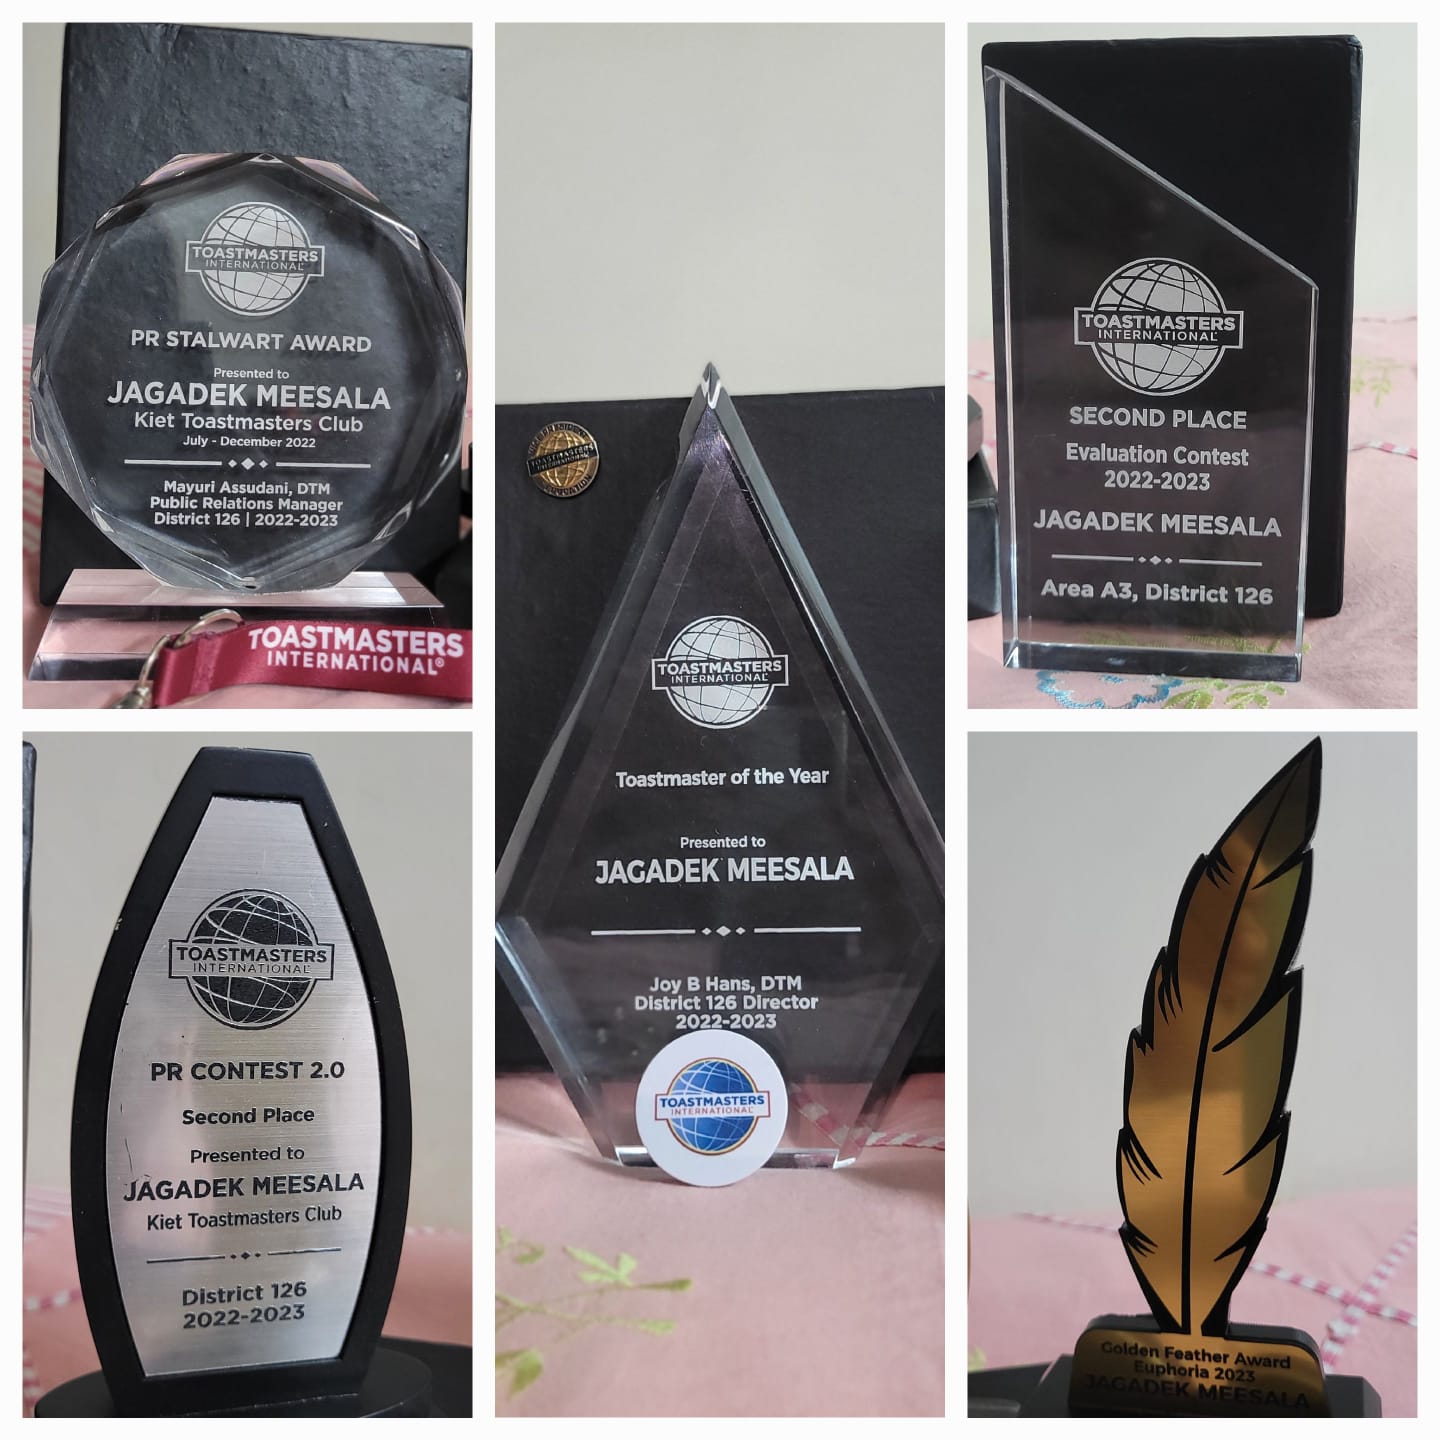 TOASTMASTERS
INTERNATIONAL
PR STALWART AWARD
Presented to
JAGADEK MEESALA
Kiet Toastmasters Club
July - December 2022
Mayuri Assudani, DTM
Public Relations Manager
District 126 | 2022-2023
TOASTMASTERS
INTERNATIONAL®
TOASTMASTERS
INTERNATIONAL
PR CONTEST 2.0
Second Place
Presented to
JAGADEK MEESALA
Kiet Toastmasters Club
District 126
2022-2023
TOASTMASTERS
INTERNATIONAL
EDUCATION
TOASTMASTERS
INTERNATIONAL
Toastmaster of the Year
Presented to
JAGADEK MEESALA
Joy B Hans, DTM
District 126 Director
2022-2023
TOASTMASTERS
INTERNATIONAL
TOASTMASTERS
INTERNATIONAL
SECOND PLACE
Evaluation Contest
2022-2023
JAGADEK MEESALA
Area A3, District 126
Golden Feather Award
Euphoria 2023
JAGADEK MEESALA